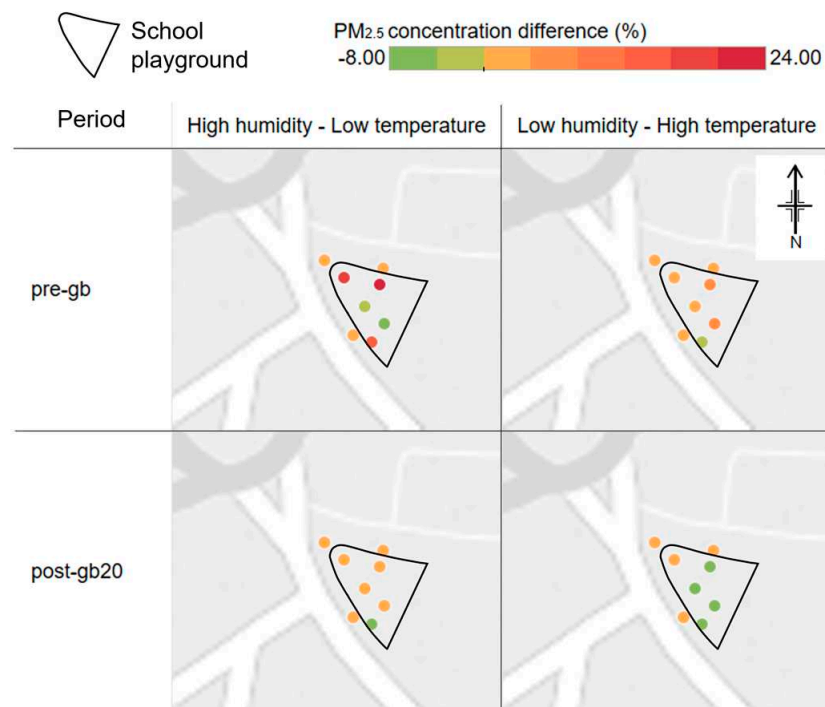 School
playground
PM2.5 concentration difference (%)
-8.00 24.00
Period
High humidity - Low temperature
Low humidity - High temperature
N
pre-gb
post-gb20